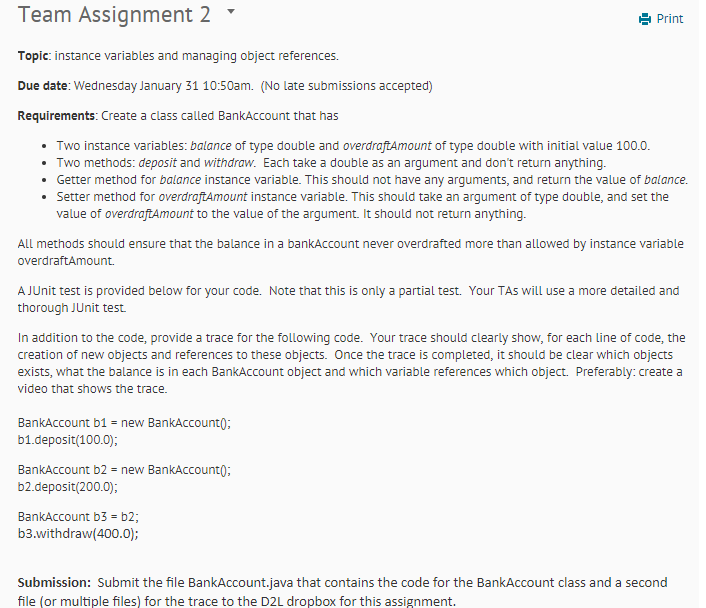 Team Assignment 2
Print
Topic: instance variables and managing object references.
Due date: Wednesday January 31 10:50am. (No late submissions accepted)
Requirements: Create a class called BankAccount that has
• Two instance variables: balance of type double and overdraftAmount of type double with initial value 100.0.
• Two methods: deposit and withdraw. Each take a double as an argument and don't return anything.
• Getter method for balance instance variable. This should not have any arguments, and return the value of balance.
• Setter method for overdraftAmount instance variable. This should take an argument of type double, and set the
value of overdraftAmount to the value of the argument. It should not return anything.
All methods should ensure that the balance in a bankAccount never overdrafted more than allowed by instance variable
overdraftAmount.
A JUnit test is provided below for your code. Note that this is only a partial test. Your TAs will use a more detailed and
thorough JUnit test.
In addition to the code, provide a trace for the following code. Your trace should clearly show, for each line of code, the
creation of new objects and references to these objects. Once the trace is completed, it should be clear which objects
exists, what the balance is in each BankAccount object and which variable references which object. Preferably: create a
video that shows the trace.
BankAccount b1 = new BankAccount();
b1.deposit(100.0);
BankAccount b2 = new BankAccount();
b2.deposit(200.0);
BankAccount b3 = b2;
b3.withdraw(400.0);
Submission: Submit the file BankAccount.java that contains the code for the BankAccount class and a second
file (or multiple files) for the trace to the D2L dropbox for this assignment.